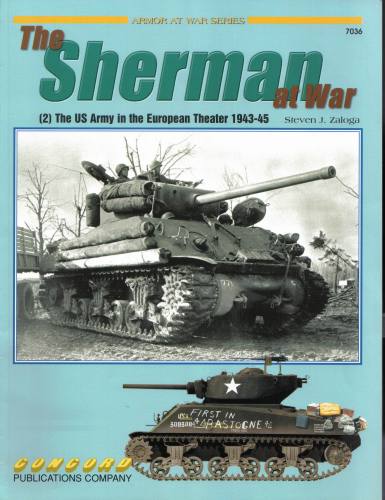 ARMOR AT WAR SERIES
7036
The
Sherman
at War
(2) The US Army in the European Theater 1943-45
Steven J. Zaloga
FIRST IN
BASTOGNE
CONCORD
PUBLICATIONS COMPANY